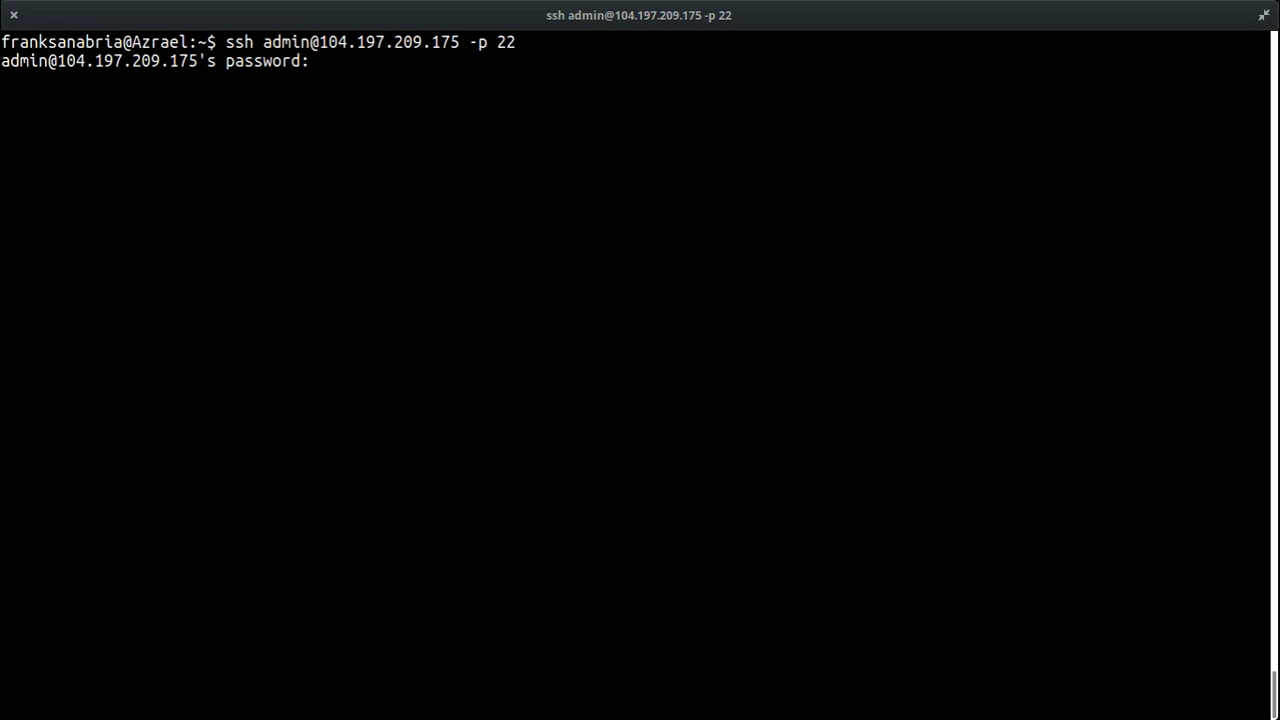 ssh admin@104.197.209.175 -p 22
franksanabria@Azrael:~$ ssh admin@104.197.209.175 -p 22
admin@104.197.209.175's password: